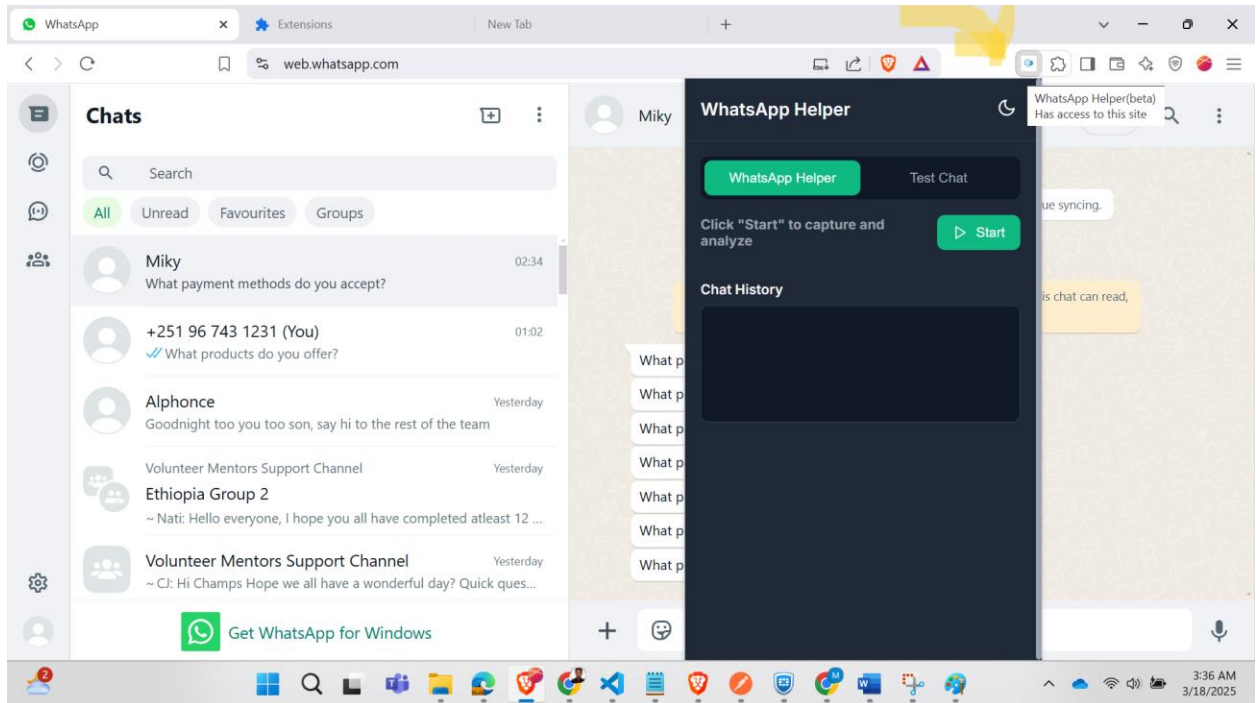 WhatsApp
Extensions
New Tab
web.whatsapp.com
WhatsApp Helper(beta)
Has access to this site
Chats
Search
All Unread Favourites Groups
Miky 02:34
What payment methods do you accept?
+251 96 743 1231 (You) 01:02
What products do you offer?
Alphonce Yesterday
Goodnight too you too son, say hi to the rest of the team
Volunteer Mentors Support Channel Yesterday
Ethiopia Group 2
~ Nati: Hello everyone, I hope you all have completed atleast 12 ...
Volunteer Mentors Support Channel Yesterday
~ CJ: Hi Champs Hope we all have a wonderful day? Quick ques...
Get WhatsApp for Windows
Miky
What p
What p
What p
What p
What p
What p
What p
WhatsApp Helper
WhatsApp Helper Test Chat
Click "Start" to capture and
analyze
Start
Chat History
ue syncing.
is chat can read,
2
M
W
3:36 AM
3/18/2025